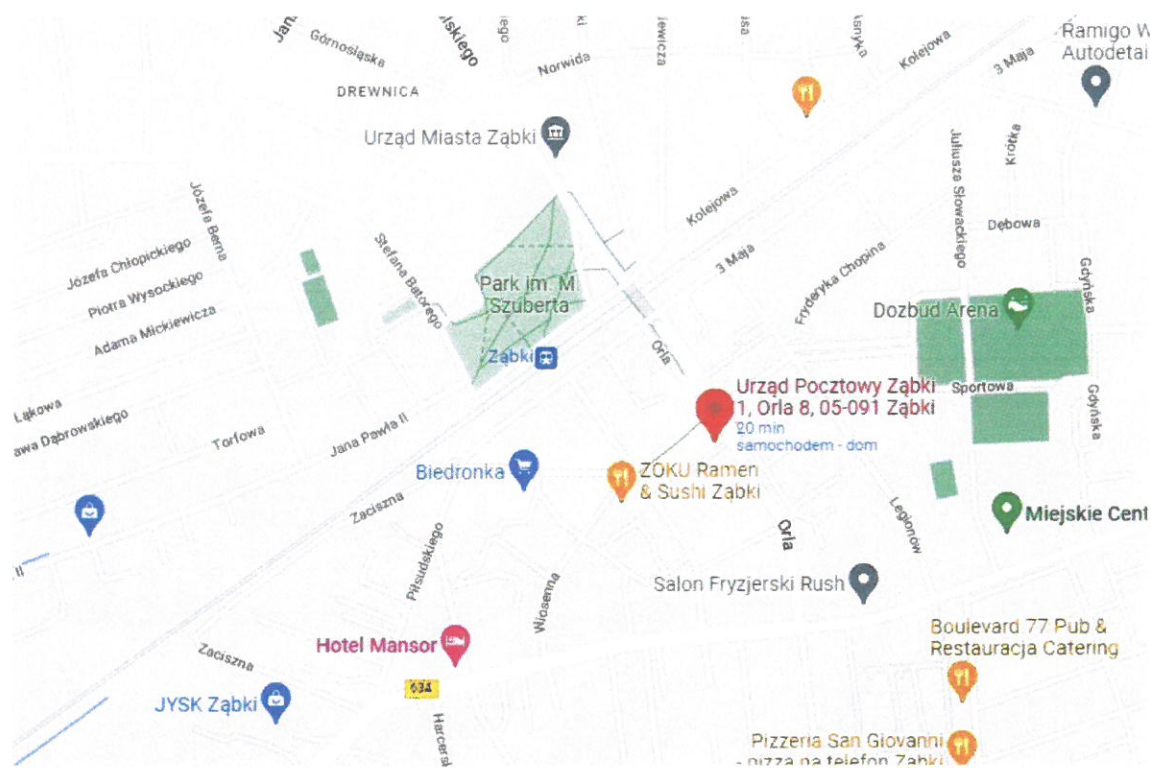 Górnośląska
Norwida
Kolejowa
3 Maja
Ramigo W
Autodetai
DREWNICA
Urząd Miasta Ząbki
Juliusza Słowackiego
Krótka
Józefa Bema
Kolejowa
Dębowa
Józefa Chłopickiego
Stefana Batorego
3 Maja
Fryderyka Chopina
Gdyńska
Piotra Wysockiego
Park im. M.
Szuberta
Dozbud Arena
Adama Mickiewicza
Ząbki
Orla
Urząd Pocztowy Ząbki
1, Orla 8, 05-091 Ząbki
20 min
samochodem - dom
Sportowa
Gdyńska
Łąkowa
awa Dąbrowskiego
Torfowa
Jana Pawła II
Biedronka
ZOKU Ramen
& Sushi Ząbki
Zaciszna
Legionów
Miejskie Cent
Orla
II
Piłsudskiego
Wiosenna
Salon Fryzjerski Rush
Hotel Mansor
Boulevard 77 Pub &
Restauracja Catering
Zaciszna
634
JYSK Ząbki
Harcersk
Pizzeria San Giovanni
- pizza na telefon Ząbki